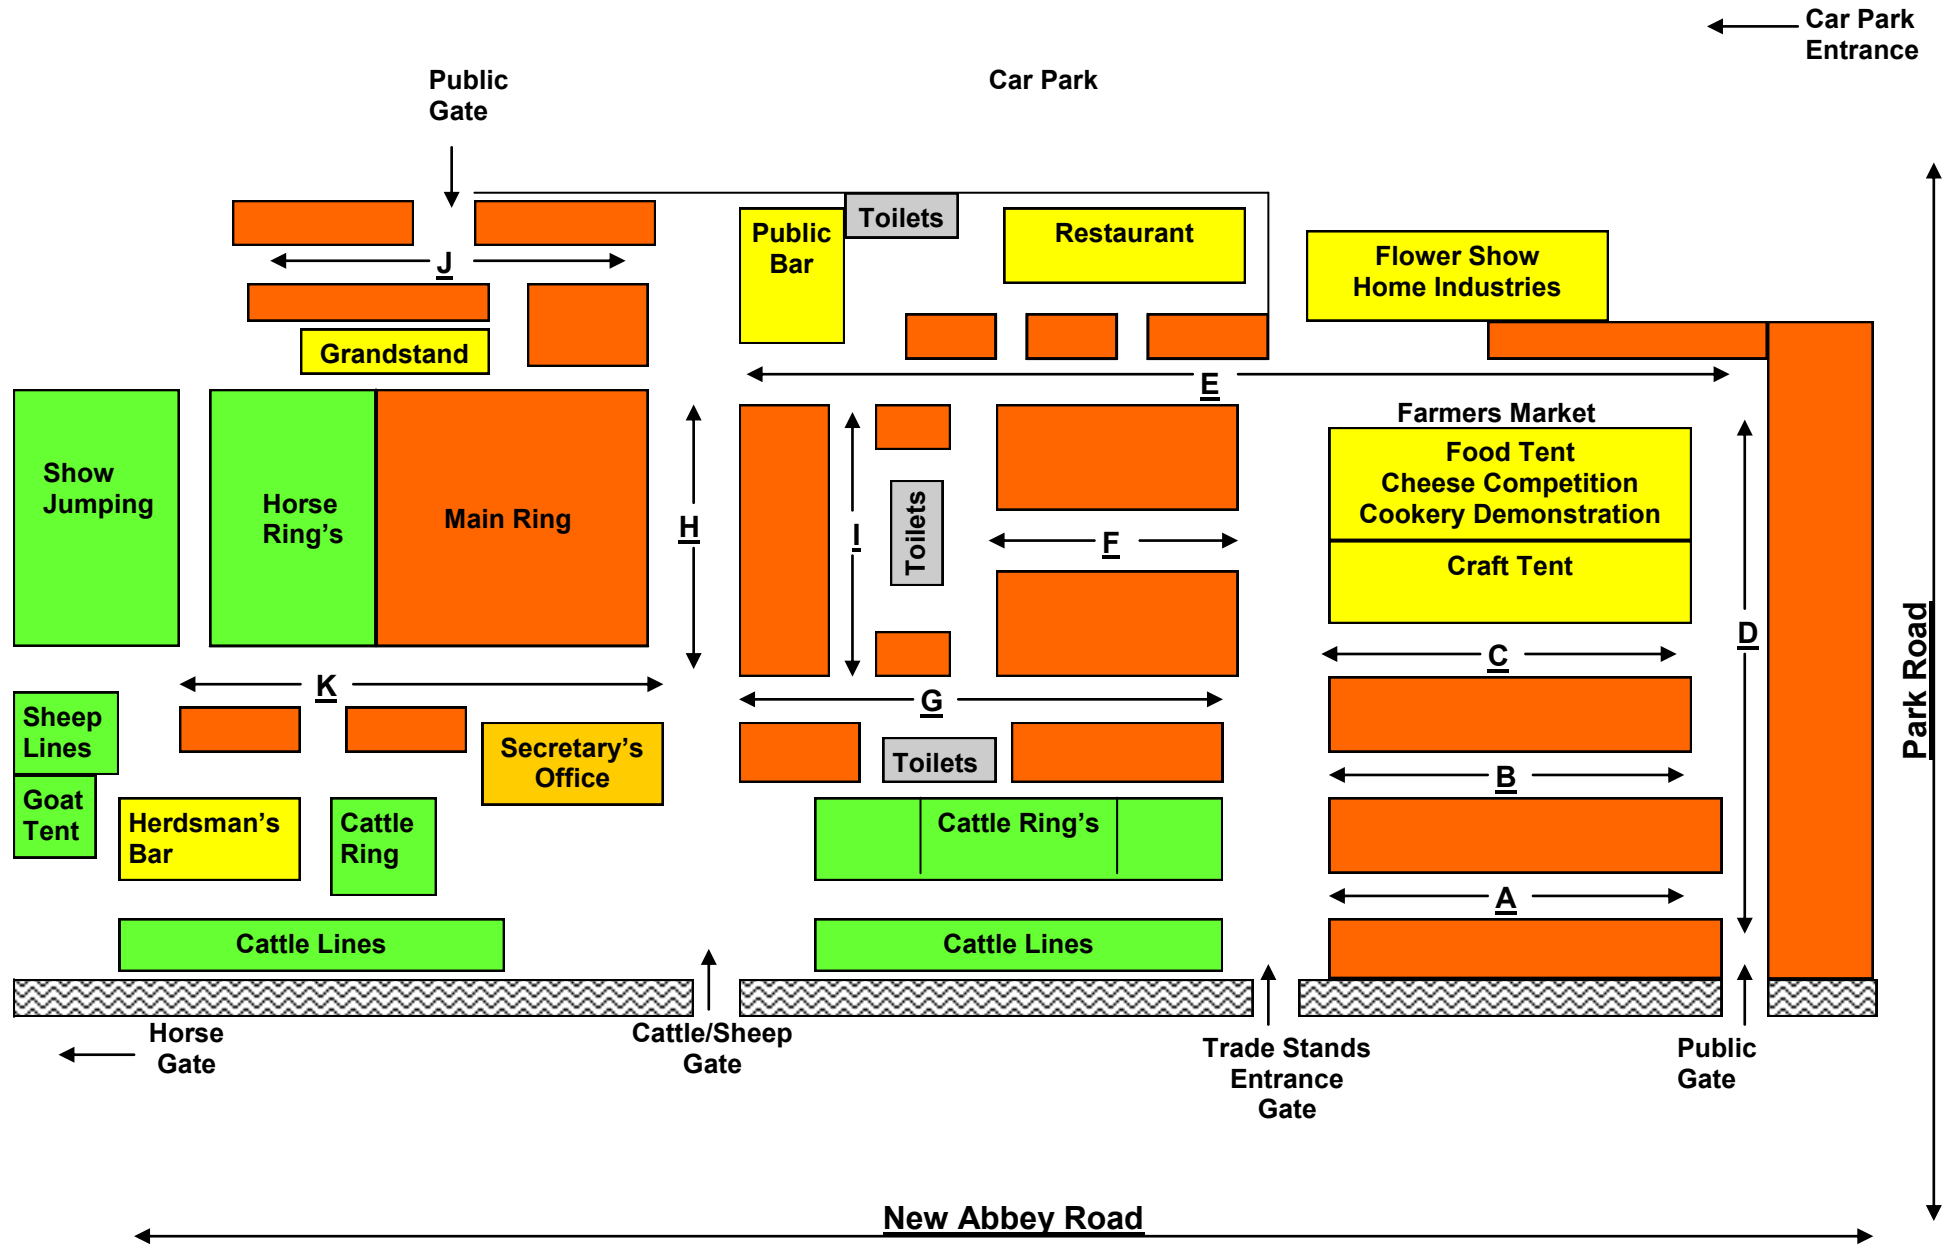 Car Park
Entrance
Public
Gate
Car Park
Public
Bar
Toilets
Restaurant
Flower Show
Home Industries
J
Grandstand
E
Farmers Market
Food Tent
Cheese Competition
Cookery Demonstration
Craft Tent
Show
Jumping
Horse
Ring's
Main Ring
H
I
Toilets
F
D
Park Road
C
K
G
Sheep
Lines
Secretary's
Office
Toilets
B
Goat
Tent
Herdsman's
Bar
Cattle
Ring
Cattle Ring's
A
Cattle Lines
Cattle Lines
Horse
Gate
Cattle/Sheep
Gate
Trade Stands
Entrance
Gate
Public
Gate
New Abbey Road